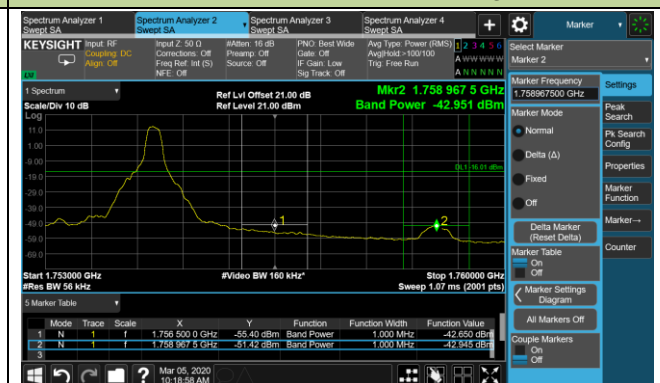 Spectrum Analyzer 1
Swept SA
Spectrum Analyzer 2
Swept SA
Spectrum Analyzer 3
Swept SA
Spectrum Analyzer 4
Swept SA
Marker
KEYSIGHT
Input: RF
Coupling: DC
Align: Off
Input Z: 50 Ω
Corrections: Off
Freq Ref: Int (S)
NFE: Off
#Atten: 16 dB
Preamp: Off
Source: Off
PNO: Best Wide
Gate: Off
IF Gain: Low
Sig Track: Off
Avg Type: Power (RMS)
Avg|Hold:>100/100
Trig: Free Run
1 2 3 4 5 6
A W W W W W
A N N N N N
1 Spectrum
Scale/Div 10 dB
Log
Ref Lvl Offset 21.00 dB
Ref Level 21.00 dBm
Mkr2 1.758 967 5 GHz
Band Power -42.951 dBm
11.0
1.00
-9.00
-19.0
-29.0
-39.0
-49.0
-59.0
-69.0
DL1 -16.01 dBm
1
2
Start 1.753000 GHz
#Res BW 56 kHz
#Video BW 160 kHz*
Stop 1.760000 GHz
Sweep 1.07 ms (2001 pts)
5 Marker Table
Mode Trace Scale X Y Function Function Width Function Value
1 N 1 f 1.756 500 0 GHz -55.40 dBm Band Power 1.000 MHz -42.650 dBm
2 N 1 f 1.758 967 5 GHz -51.42 dBm Band Power 1.000 MHz -42.945 dBm
3
Mar 05, 2020
10:18:58 AM
Select Marker
Marker 2
Marker Frequency
1.758967500 GHz
Marker Mode
Normal
Delta (Δ)
Fixed
Off
Delta Marker
(Reset Delta)
Marker Table
On
Off
Marker Settings
Diagram
All Markers Off
Couple Markers
On
Off
Settings
Peak
Search
Pk Search
Config
Properties
Marker
Function
Marker→
Counter